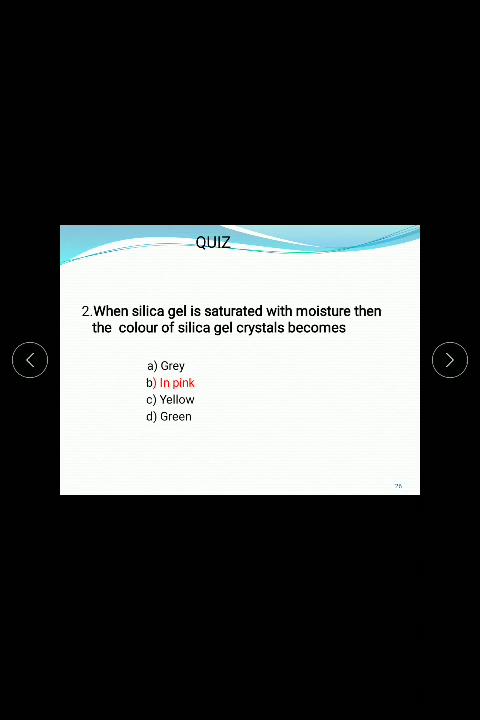 QUIZ
2.When silica gel is saturated with moisture then
the colour of silica gel crystals becomes
a) Grey
b) In pink
c) Yellow
d) Green
26